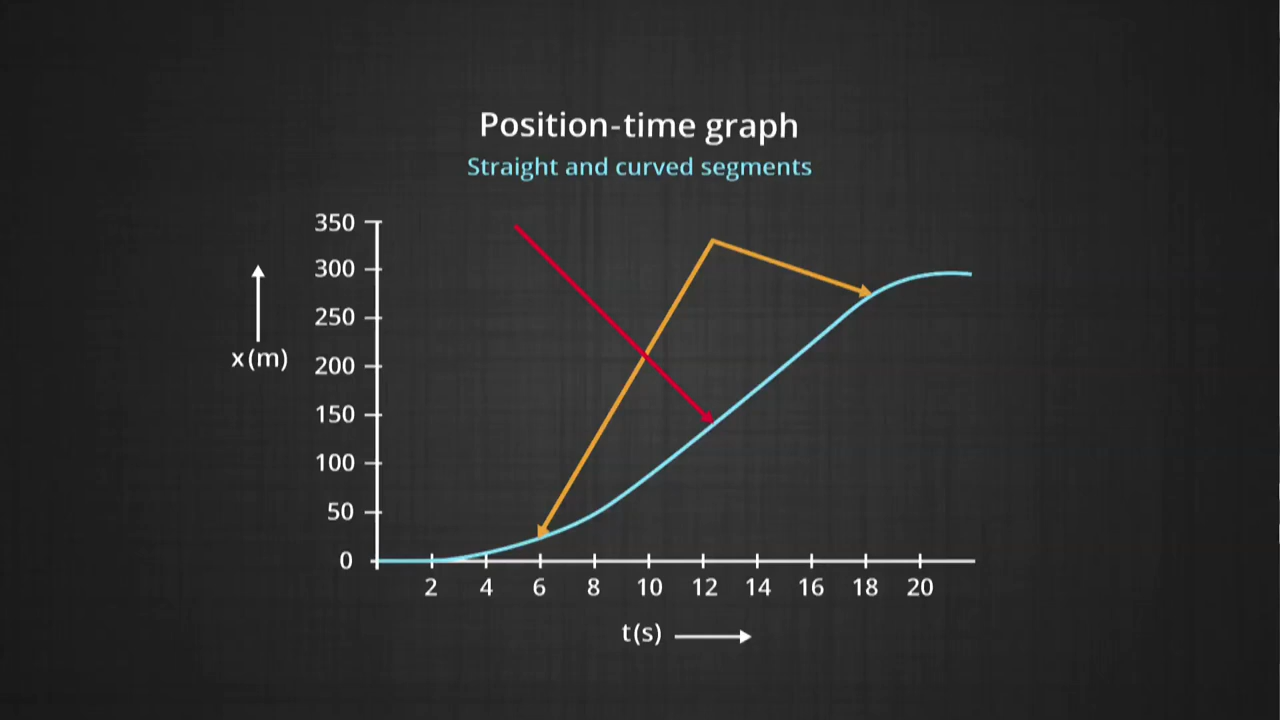 Position-time graph
Straight and curved segments
350
300
250
x(m)
200
150
100
50
0
2 4 6 8 10 12 14 16 18 20
t(s)